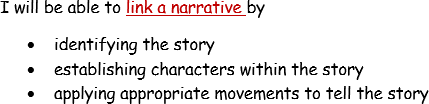 I will be able to link a narrative by
• identifying the story
• establishing characters within the story
• applying appropriate movements to tell the story